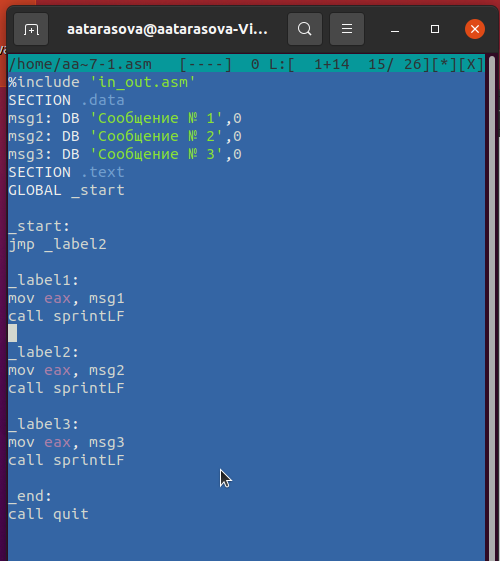 aatarasova@aatarasova-Vi...
/home/aa~7-1.asm   [----]  0 L:[  1+14  15/ 26][*][X]
%include 'in_out.asm'
SECTION .data
msg1: DB 'Сообщение № 1',0
msg2: DB 'Сообщение № 2',0
msg3: DB 'Сообщение № 3',0
SECTION .text
GLOBAL _start

_start:
jmp _label2

_label1:
mov eax, msg1
call sprintLF

_label2:
mov eax, msg2
call sprintLF

_label3:
mov eax, msg3
call sprintLF

_end:
call quit